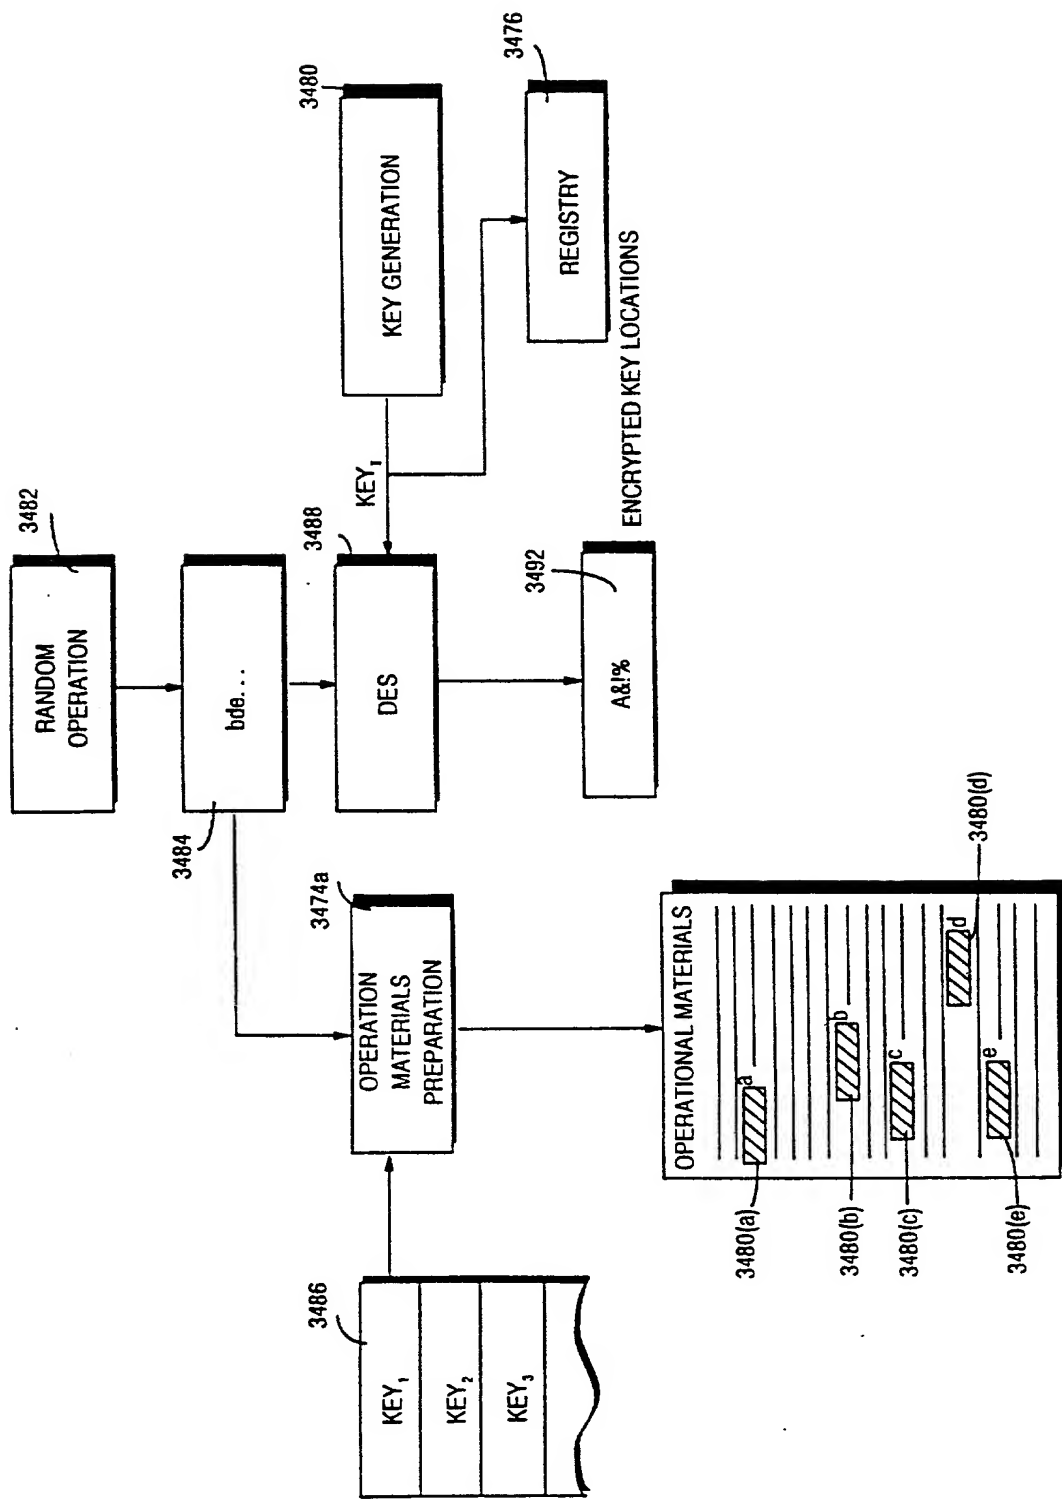 3482
RANDOM
OPERATION
3484
bde...
3480
KEY GENERATION
KEY₁
3488
DES
3476
REGISTRY
3492
A&!%
ENCRYPTED KEY LOCATIONS
3486
KEY₁
KEY₂
KEY₃
3474a
OPERATION
MATERIALS
PREPARATION
OPERATIONAL MATERIALS
a
b
c
d
e
3480(a)
3480(b)
3480(c)
3480(d)
3480(e)